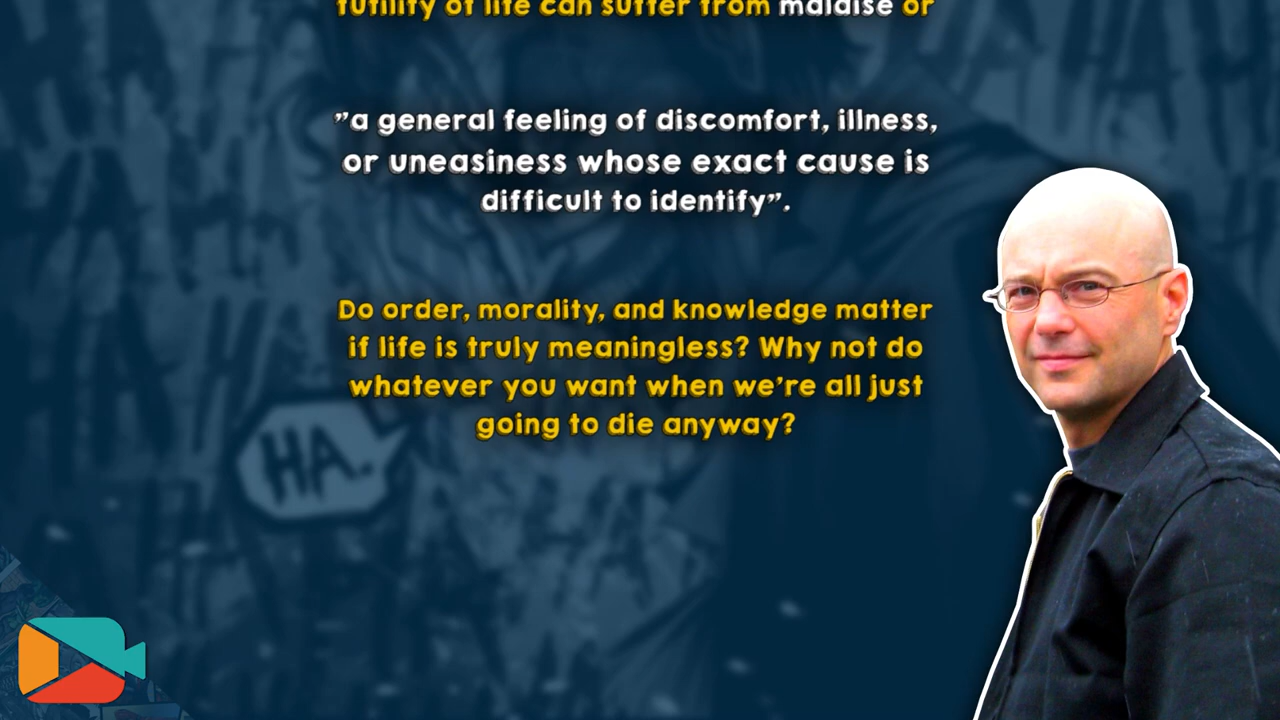 futility of life can suffer from malaise or
”a general feeling of discomfort, illness,
or uneasiness whose exact cause is
difficult to identify”.
Do order, morality, and knowledge matter
if life is truly meaningless? Why not do
whatever you want when we’re all just
going to die anyway?
HA.